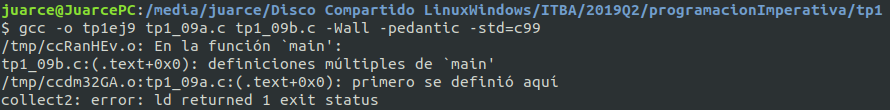 juarce@JuarcePC:/media/juarce/Disco Compartido LinuxWindows/ITBA/2019Q2/programacionImperativa/tp1
$ gcc -o tp1ej9 tp1_09a.c tp1_09b.c -Wall -pedantic -std=c99
/tmp/ccRanHEv.o: En la función `main':
tp1_09b.c:(.text+0x0): definiciones múltiples de `main'
/tmp/ccdm32GA.o:tp1_09a.c:(.text+0x0): primero se definió aquí
collect2: error: ld returned 1 exit status